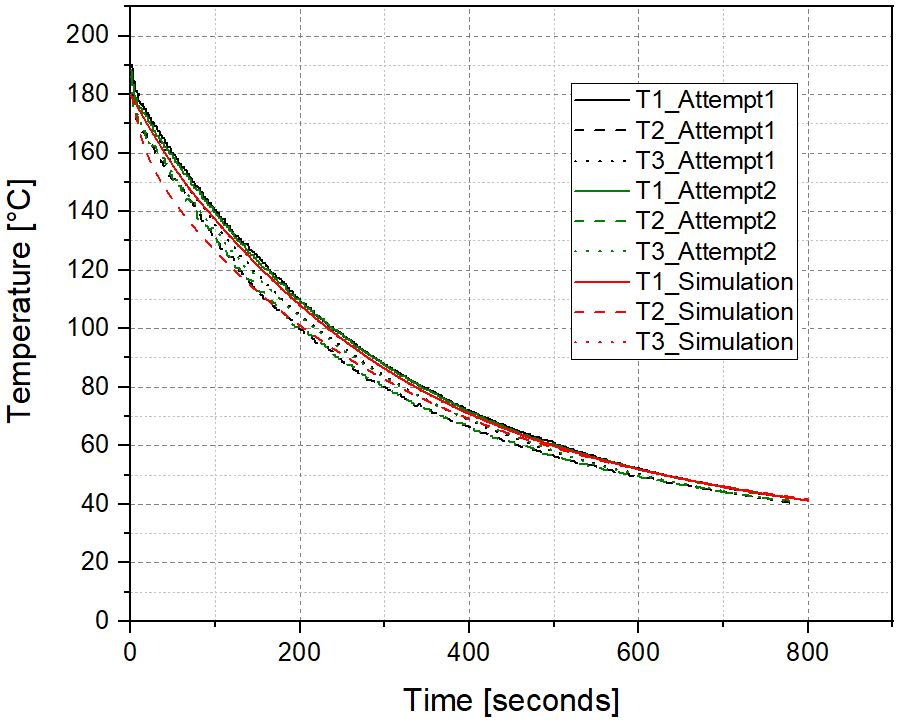 Temperature [°C]
200
180
160
140
120
100
80
60
40
20
0
T1_Attempt1
T2_Attempt1
T3_Attempt1
T1_Attempt2
T2_Attempt2
T3_Attempt2
T1_Simulation
T2_Simulation
T3_Simulation
0 200 400 600 800
Time [seconds]